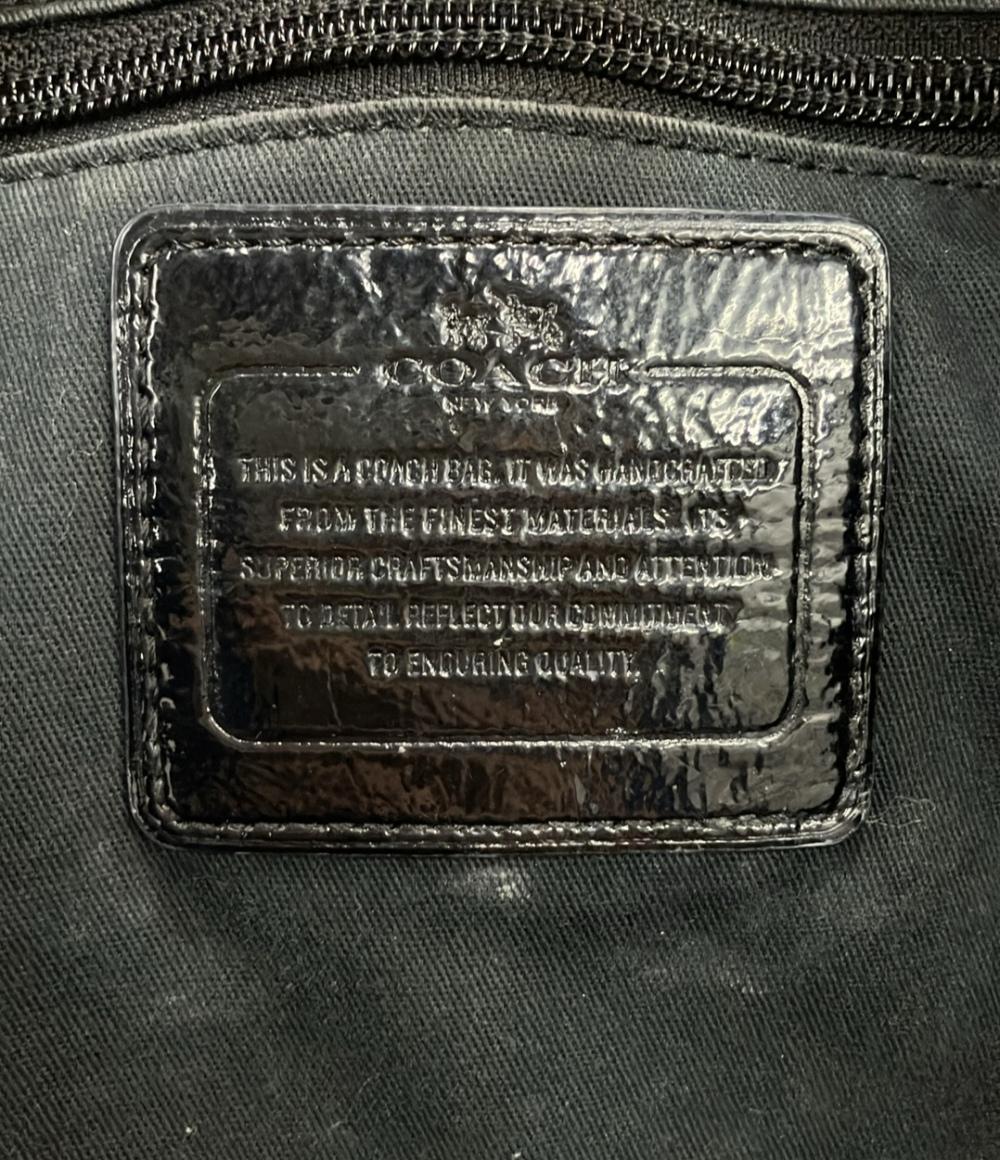 COACH
NEW YORK
THIS IS A COACH BAG. IT WAS HANDCRAFTED
FROM THE FINEST MATERIALS. ITS
SUPERIOR CRAFTSMANSHIP AND ATTENTION
TO DETAIL REFLECT OUR COMMITMENT
TO ENDURING QUALITY.